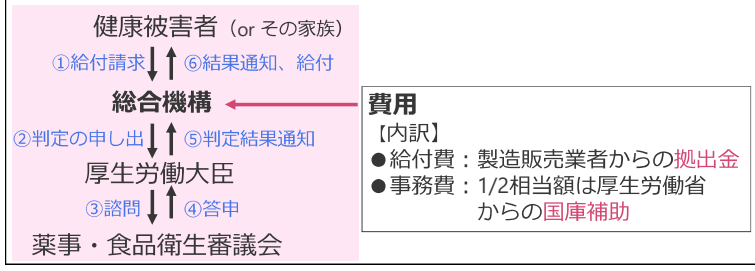 健康被害者（or その家族）
①給付請求
⑥結果通知、給付
総合機構
②判定の申し出
⑤判定結果通知
厚生労働大臣
③諮問
④答申
薬事・食品衛生審議会
費用
【内訳】
●給付費：製造販売業者からの拠出金
●事務費：1/2相当額は厚生労働省
からの国庫補助